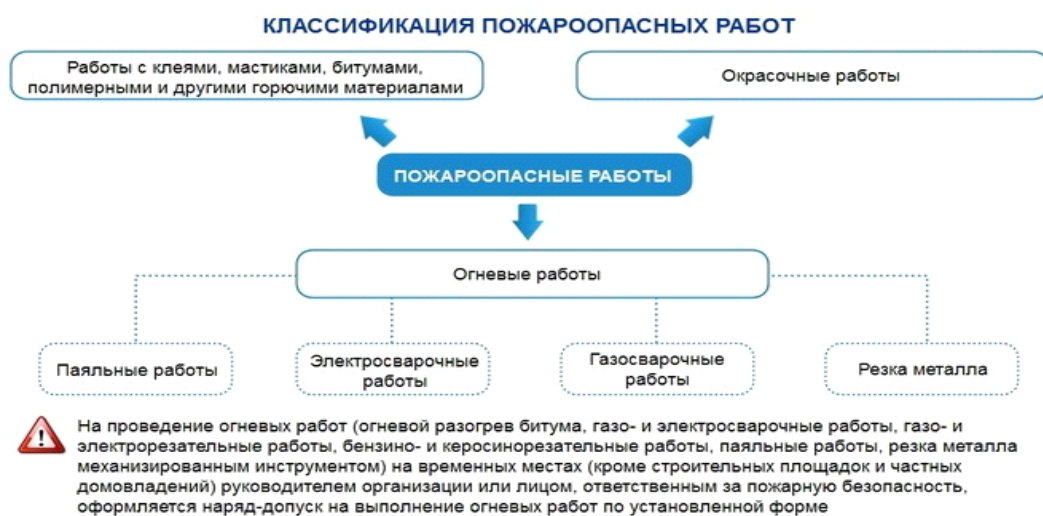 КЛАССИФИКАЦИЯ ПОЖАРООПАСНЫХ РАБОТ
Работы с клеями, мастиками, битумами,
полимерными и другими горючими материалами
Окрасочные работы
ПОЖАРООПАСНЫЕ РАБОТЫ
Огневые работы
Паяльные работы
Электросварочные
работы
Газосварочные
работы
Резка металла
На проведение огневых работ (огневой разогрев битума, газо- и электросварочные работы, газо- и
электрорезательные работы, бензино- и керосинорезательные работы, паяльные работы, резка металла
механизированным инструментом) на временных местах (кроме строительных площадок и частных
домовладений) руководителем организации или лицом, ответственным за пожарную безопасность,
оформляется наряд-допуск на выполнение огневых работ по установленной форме